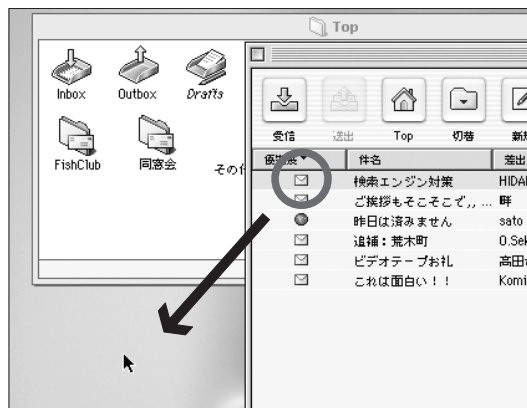 Top
Inbox
Outbox
Drafts
FishClub
同窓会
その
受信
送出
Top
切替
新規
件名
差出
検索エンジン対策
HIDA
ご挨拶もそこそこで,, ...
昨日は済みません
sato
追補：荒木町
O.Sek
ビデオテープお礼
高田
これは面白い！！
Komi